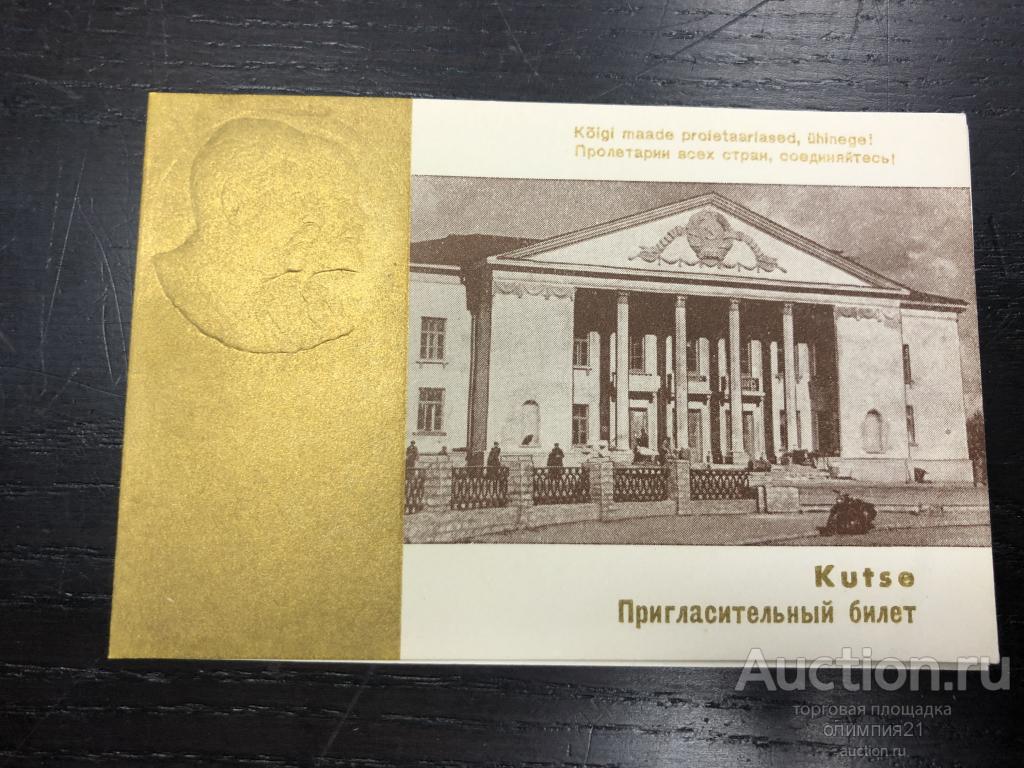 Kõigi maade proletaarlased, ühinege!
Пролетарии всех стран, соединяйтесь!
Kutse
Пригласительный билет
Auction.ru
торговая площадка
олимпия21
auction.ru